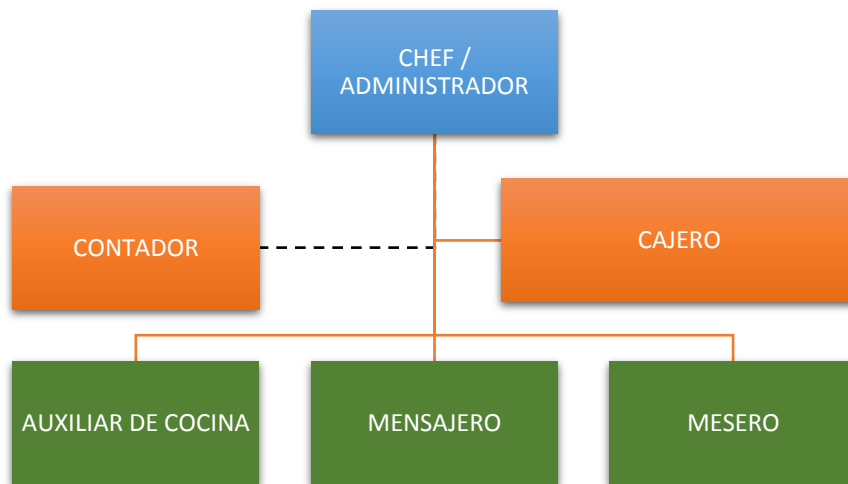 CHEF /
ADMINISTRADOR
CONTADOR
CAJERO
AUXILIAR DE COCINA
MENSAJERO
MESERO